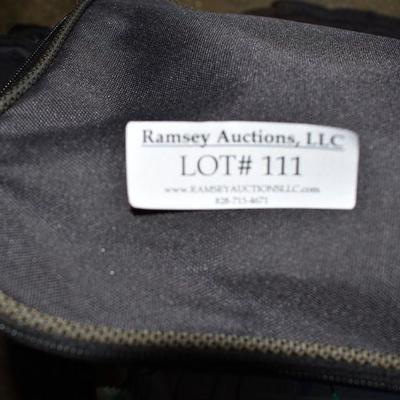 Ramsey Auctions, LLC
LOT# 111
www.RAMSEYAUCTIONSLLC.com
828-713-4671